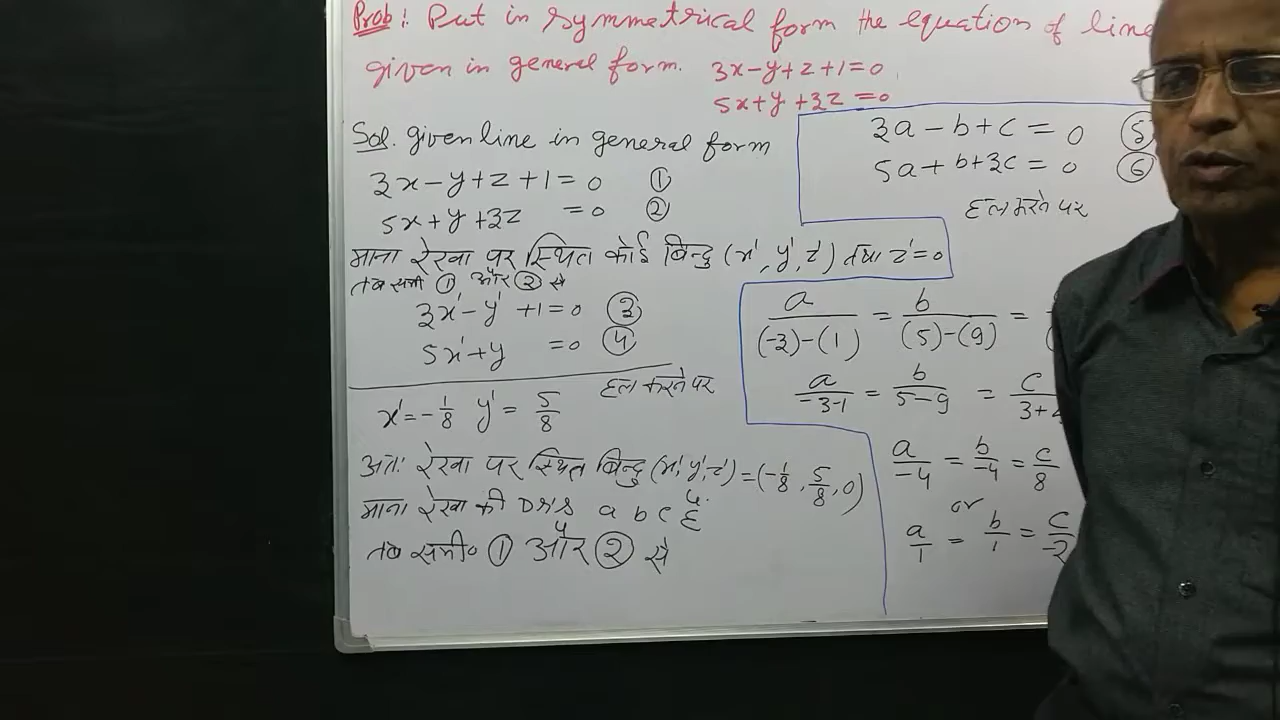 Prob: Put in symmetrical form the equation of line
given in general form. 3x-y+z+1=0
5x+y+3z=0
Sol. given line in general form
3x-y+z+1=0 ①
5x+y+3z =0 ②
माना रेखा पर स्थित कोई बिन्दु (x', y', z') तथा z'=0
तब समी ① और ② से
3x'-y' +1=0 ③
5x'+y =0 ④
हल करने पर
x'=-1/8 y'=5/8
अतः रेखा पर स्थित बिन्दु (x',y',z')=(-1/8, 5/8, 0)
माना रेखा की DR'S a b c हैं
तब समी० ① और ② से
3a-b+c=0 ⑤
5a+b+3c=0 ⑥
हल करने पर
a/(-3)-(1) = b/(5)-(9) =
a/-3-1 = b/5-9 = c/3+
a/-4 = b/-4 = c/8
or
a/1 = b/1 = c/-2